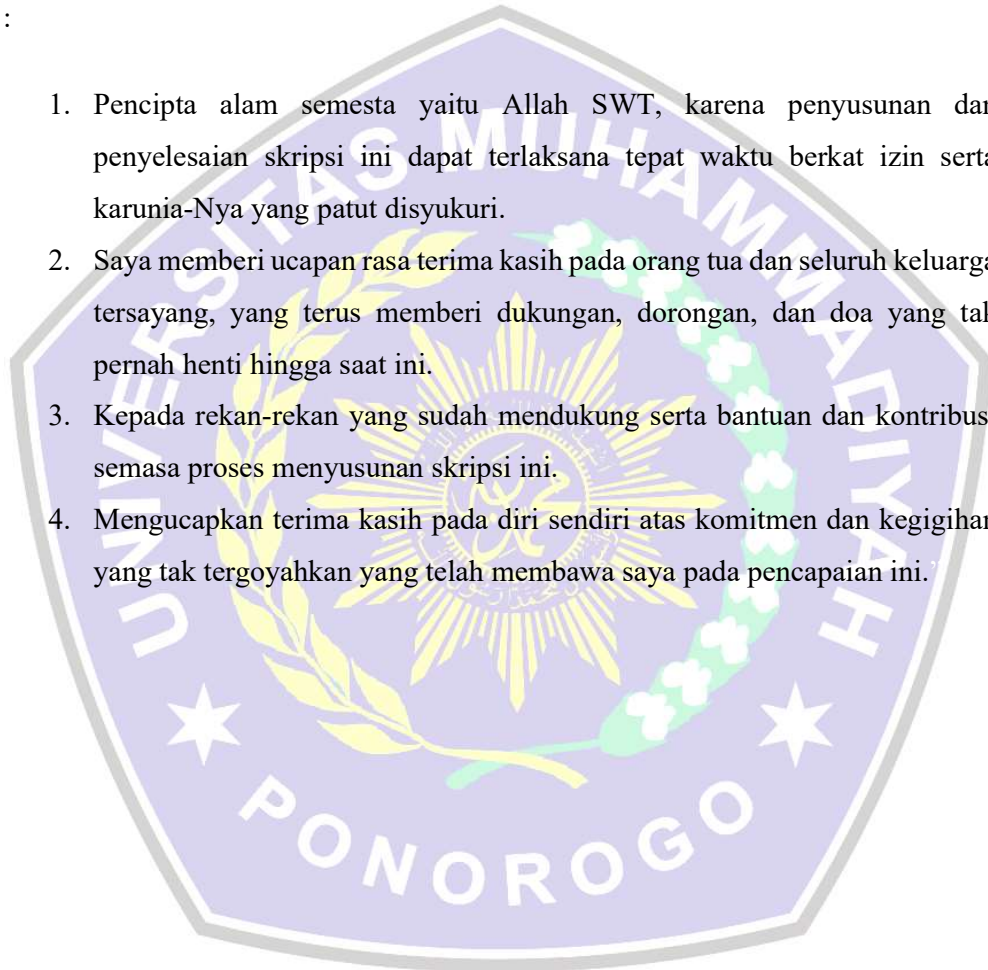 :
1. Pencipta alam semesta yaitu Allah SWT, karena penyusunan dan
penyelesaian skripsi ini dapat terlaksana tepat waktu berkat izin serta
karunia-Nya yang patut disyukuri.
2. Saya memberi ucapan rasa terima kasih pada orang tua dan seluruh keluarga
tersayang, yang terus memberi dukungan, dorongan, dan doa yang tak
pernah henti hingga saat ini.
3. Kepada rekan-rekan yang sudah mendukung serta bantuan dan kontribusi
semasa proses menyusunan skripsi ini.
4. Mengucapkan terima kasih pada diri sendiri atas komitmen dan kegigihan
yang tak tergoyahkan yang telah membawa saya pada pencapaian ini.
UNIVERSITAS MUHAMMADIYAH
PONOROGO